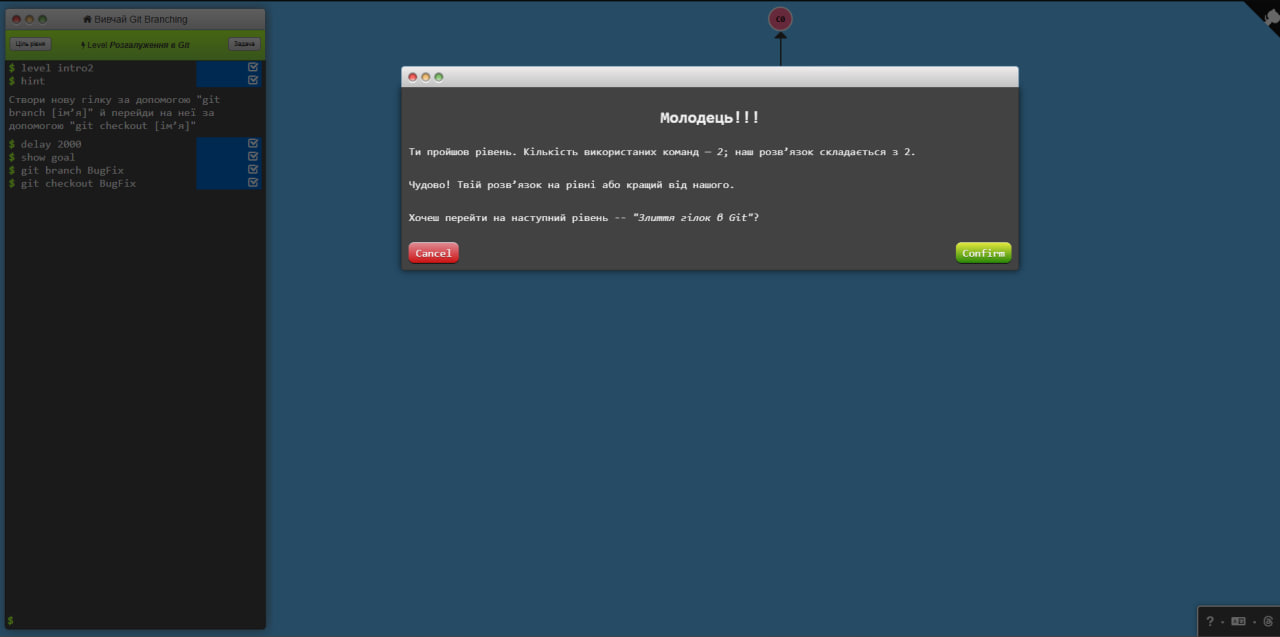 Вивчай Git Branching
Ціль рівня
Level Розгалуження в Git
Задача
$ level intro2
$ hint
Створи нову гілку за допомогою "git
branch [ім’я]" й перейди на неї за
допомогою "git checkout [ім’я]"
$ delay 2000
$ show goal
$ git branch BugFix
$ git checkout BugFix
$
C0
Молодець!!!
Ти пройшов рівень. Кількість використаних команд — 2; наш розв’язок складається з 2.
Чудово! Твій розв’язок на рівні або кращий від нашого.
Хочеш перейти на наступний рівень -- "Злиття гілок в Git"?
Cancel
Confirm
?